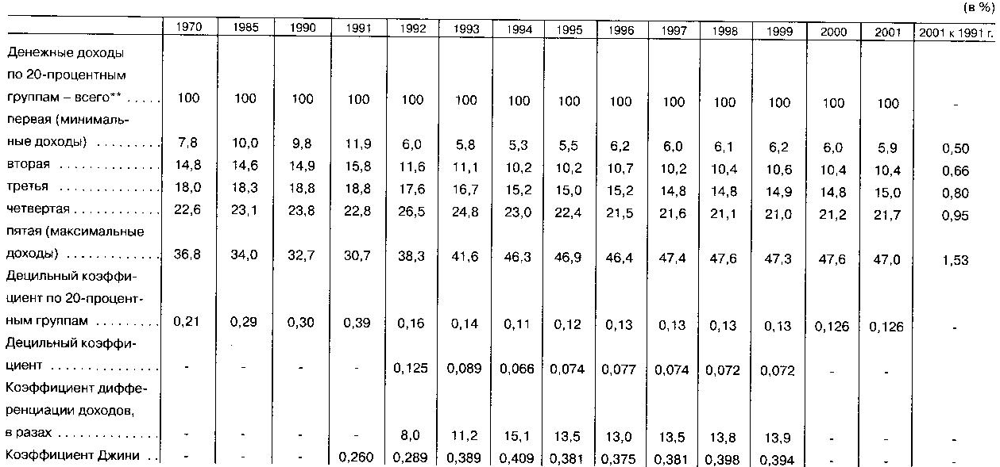 (в %)
1970 1985 1990 1991 1992 1993 1994 1995 1996 1997 1998 1999 2000 2001 2001 к 1991 г.
Денежные доходы
по 20-процентным
группам – всего** ..... 100 100 100 100 100 100 100 100 100 100 100 100 100 100 -
первая (минималь-
ные доходы) ......... 7,8 10,0 9,8 11,9 6,0 5,8 5,3 5,5 6,2 6,0 6,1 6,2 6,0 5,9 0,50
вторая .............. 14,8 14,6 14,9 15,8 11,6 11,1 10,2 10,2 10,7 10,2 10,4 10,6 10,4 10,4 0,66
третья .............. 18,0 18,3 18,8 18,8 17,6 16,7 15,2 15,0 15,2 14,8 14,8 14,9 14,8 15,0 0,80
четвертая ............ 22,6 23,1 23,8 22,8 26,5 24,8 23,0 22,4 21,5 21,6 21,1 21,0 21,2 21,7 0,95
пятая (максимальные
доходы) ............. 36,8 34,0 32,7 30,7 38,3 41,6 46,3 46,9 46,4 47,4 47,6 47,3 47,6 47,0 1,53
Децильный коэффи-
циент по 20-процент-
ным группам ......... 0,21 0,29 0,30 0,39 0,16 0,14 0,11 0,12 0,13 0,13 0,13 0,13 0,126 0,126 -
Децильный коэффи-
циент ............... - - - - 0,125 0,089 0,066 0,074 0,077 0,074 0,072 0,072 - - -
Коэффициент диффе-
ренциации доходов,
в разах .............. - - - - 8,0 11,2 15,1 13,5 13,0 13,5 13,8 13,9 - - -
Коэффициент Джини .. - - - 0,260 0,289 0,389 0,409 0,381 0,375 0,381 0,398 0,394 - - -